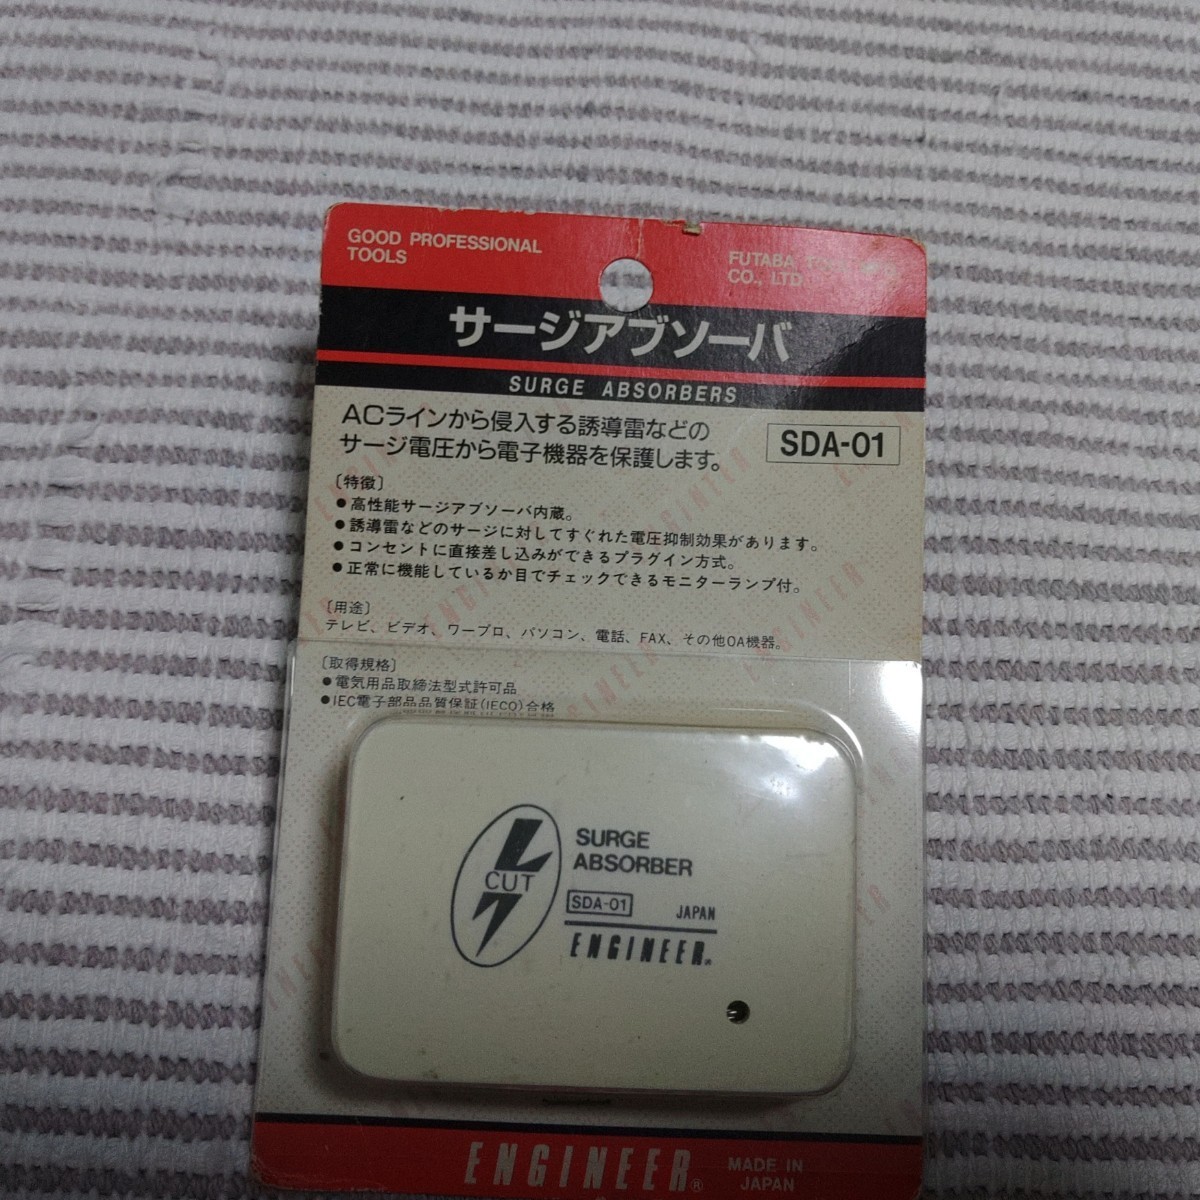 GOOD PROFESSIONAL
TOOLS
FUTABA
CO., LTD.
サージアブソーバ
SURGE ABSORBERS
ACラインから侵入する誘導雷などの
サージ電圧から電子機器を保護します。
SDA-01
〔特徴〕
●高性能サージアブソーバ内蔵。
●誘導雷などのサージに対してすぐれた電圧抑制効果があります。
●コンセントに直接差し込みができるプラグイン方式。
●正常に機能しているか目でチェックできるモニターランプ付。
〔用途〕
テレビ、ビデオ、ワープロ、パソコン、電話、FAX、その他OA機器。
〔取得規格〕
●電気用品取締法型式許可品
●IEC電子部品品質保証(IECQ)合格
L
CUT
SURGE
ABSORBER
SDA-01
JAPAN
ENGINEER®
ENGINEER®
MADE IN
JAPAN